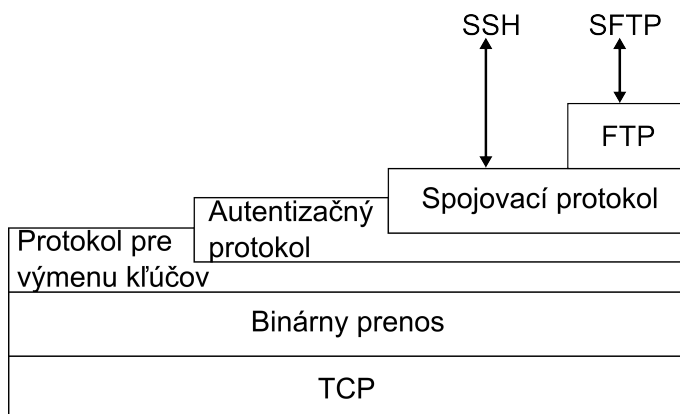 SSH SFTP
FTP
Spojovací protokol
Autentizačný
protokol
Protokol pre
výmenu kľúčov
Binárny prenos
TCP